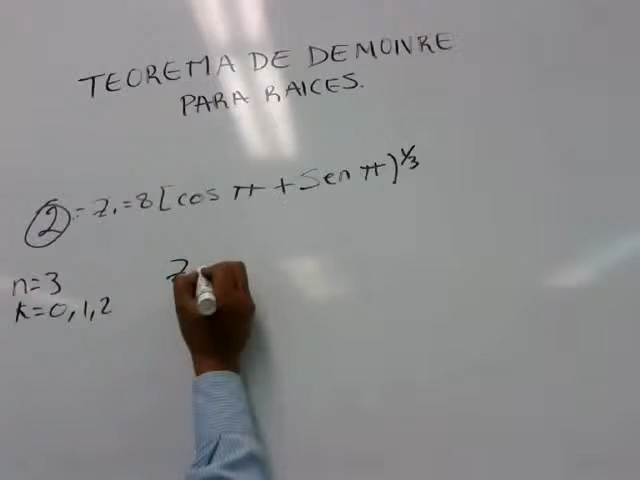 TEOREMA DE DEMOIVRE
PARA RAICES.
② = Z₁ = 8 [cos π + Sen π]^1/3
n=3
K=0,1,2
Z